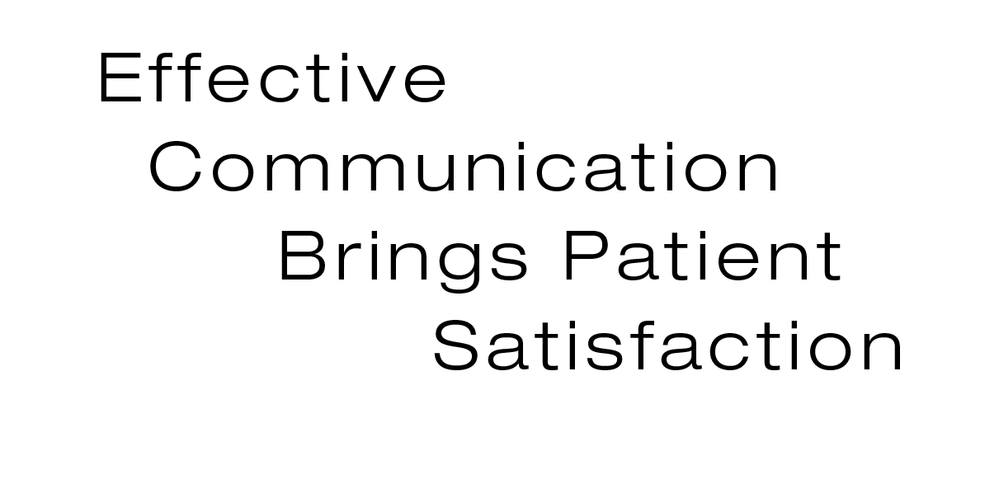 Effective
Communication
Brings Patient
Satisfaction